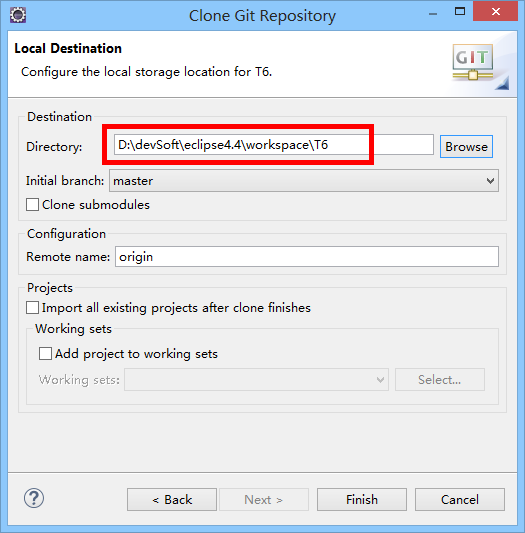 Clone Git Repository
Local Destination
Configure the local storage location for T6.
GIT
Destination
Directory: D:\devSoft\eclipse4.4\workspace\T6 Browse
Initial branch: master
Clone submodules
Configuration
Remote name: origin
Projects
Import all existing projects after clone finishes
Working sets
Add project to working sets
Working sets: Select...
? < Back Next > Finish Cancel